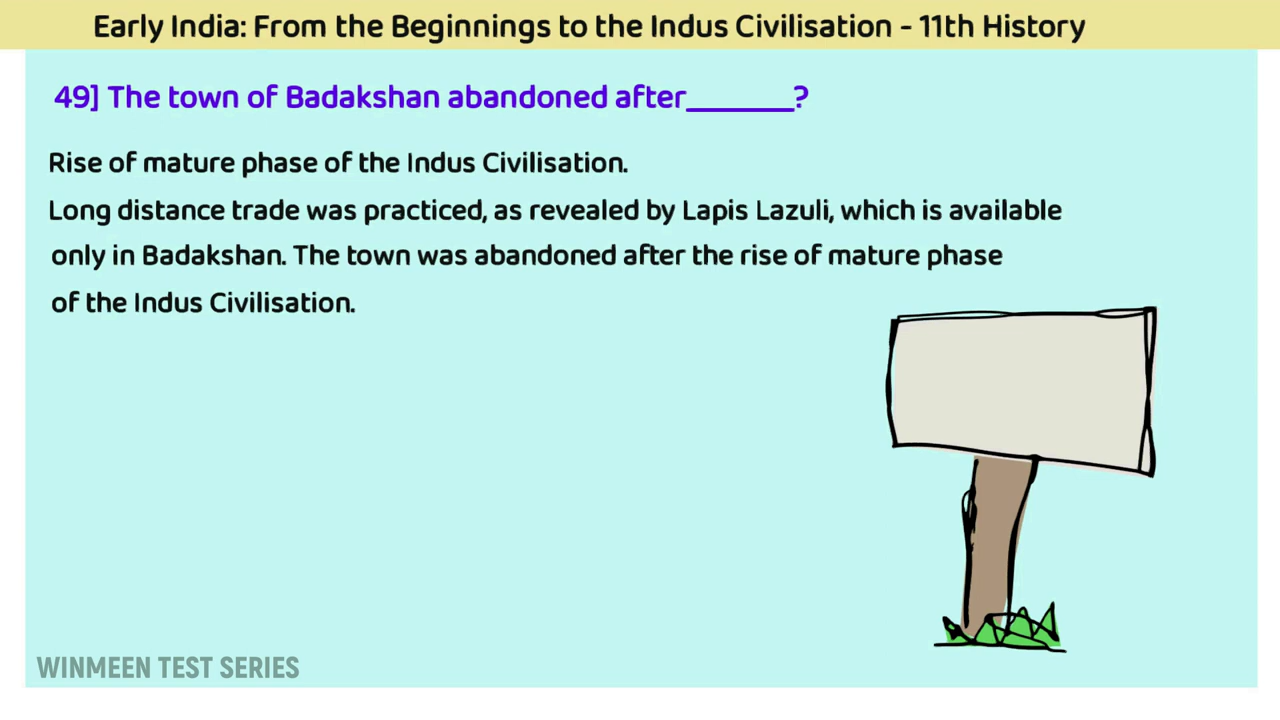 Early India: From the Beginnings to the Indus Civilisation - 11th History
49] The town of Badakshan abandoned after_______?
Rise of mature phase of the Indus Civilisation.
Long distance trade was practiced, as revealed by Lapis Lazuli, which is available
only in Badakshan. The town was abandoned after the rise of mature phase
of the Indus Civilisation.
WINMEEN TEST SERIES